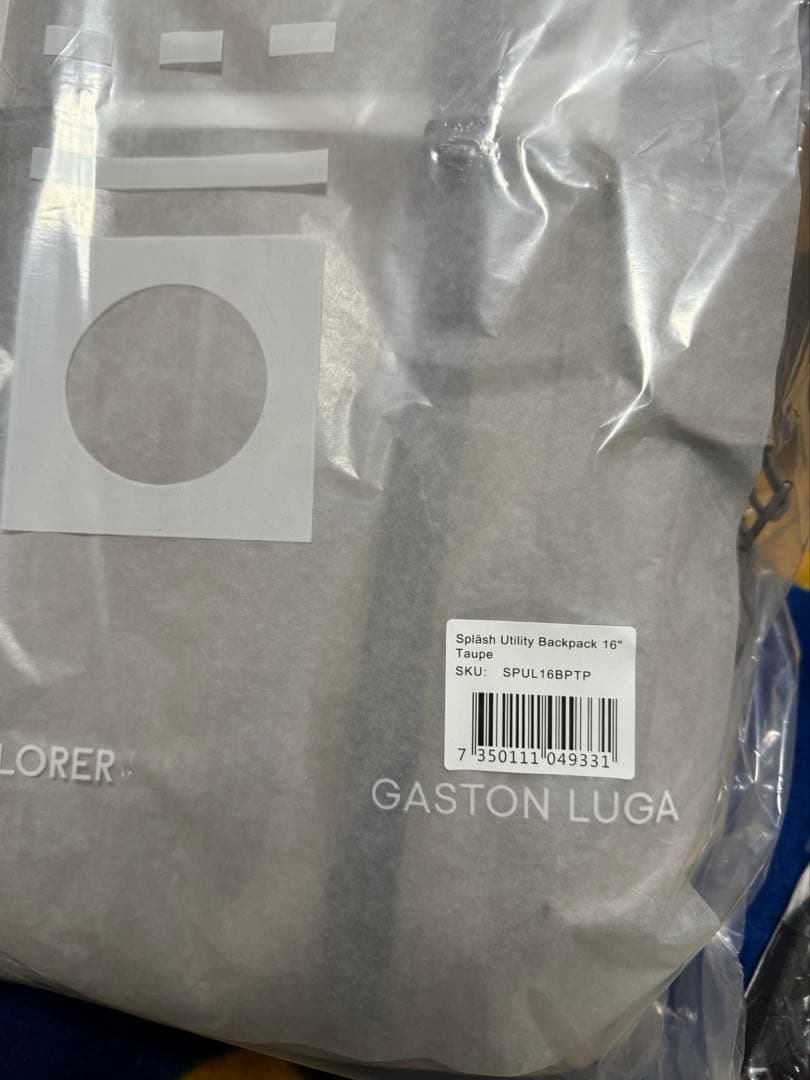 Spläsh Utility Backpack 16"
Taupe
SKU: SPUL16BPTP
7 350111 049331
LORER
GASTON LUGA